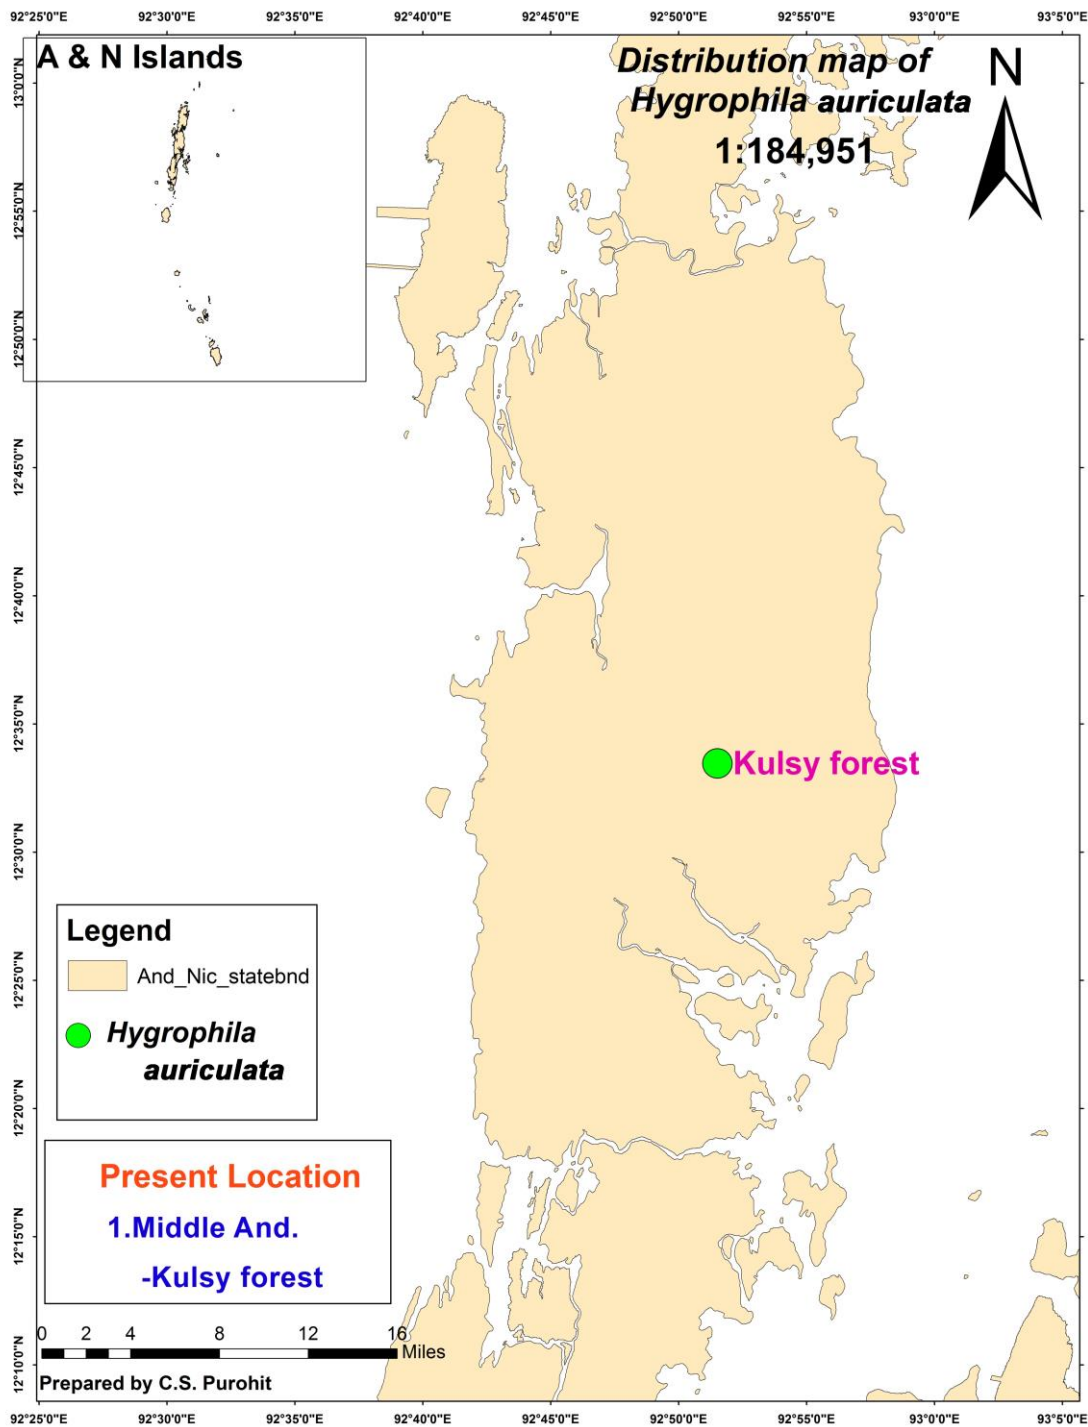 92°25'0"E 92°30'0"E 92°35'0"E 92°40'0"E 92°45'0"E 92°50'0"E 92°55'0"E 93°0'0"E 93°5'0"E
A & N Islands
Distribution map of
Hygrophila auriculata
1:184,951
N
13°0'0"N
12°55'0"N
12°50'0"N
12°45'0"N
12°40'0"N
12°35'0"N
12°30'0"N
12°25'0"N
12°20'0"N
12°15'0"N
12°10'0"N
Kulsy forest
Legend
And_Nic_statebnd
Hygrophila
auriculata
Present Location
1.Middle And.
-Kulsy forest
0 2 4 8 12 16
Miles
Prepared by C.S. Purohit
92°25'0"E 92°30'0"E 92°35'0"E 92°40'0"E 92°45'0"E 92°50'0"E 92°55'0"E 93°0'0"E 93°5'0"E